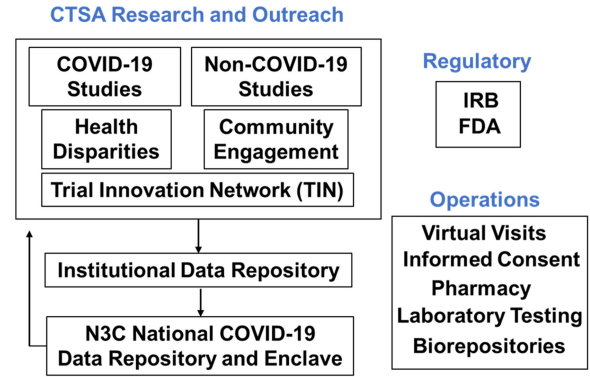 CTSA Research and Outreach
COVID-19
Studies
Non-COVID-19
Studies
Health
Disparities
Community
Engagement
Trial Innovation Network (TIN)
Institutional Data Repository
N3C National COVID-19
Data Repository and Enclave
Regulatory
IRB
FDA
Operations
Virtual Visits
Informed Consent
Pharmacy
Laboratory Testing
Biorepositories